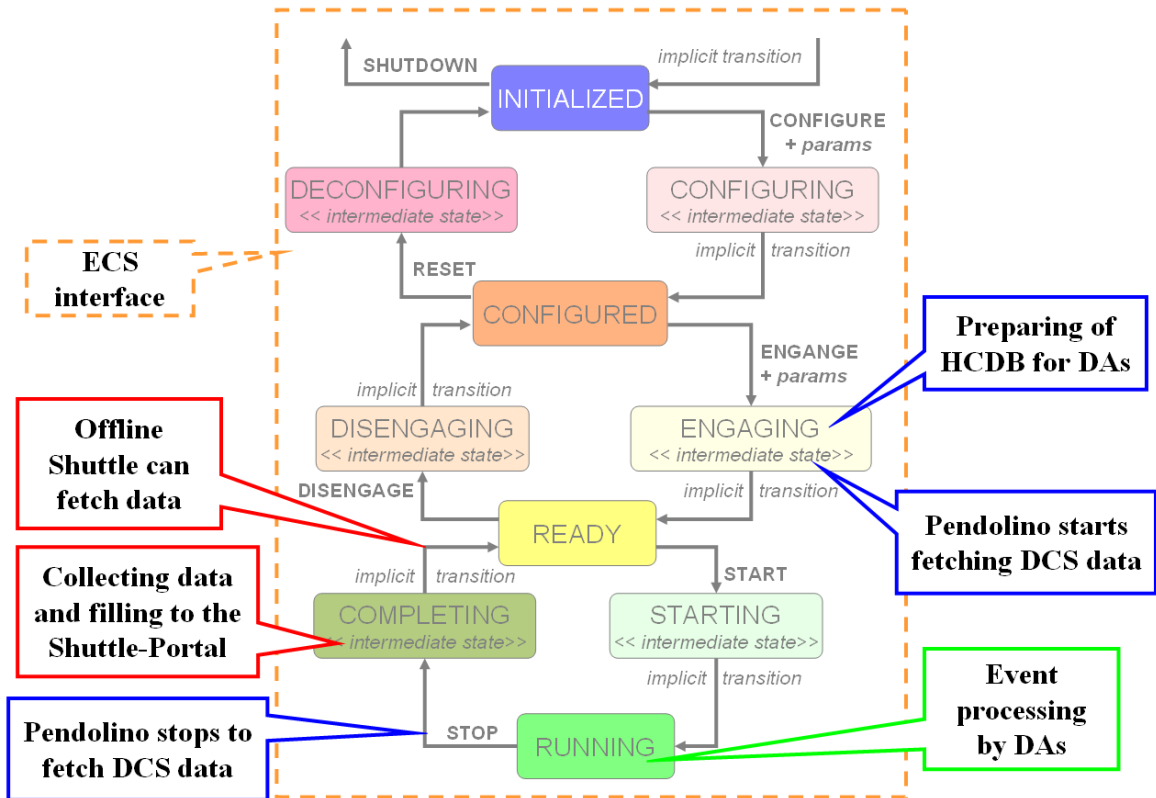 SHUTDOWN
implicit transition
INITIALIZED
CONFIGURE
+ params
DECONFIGURING
<< intermediate state>>
CONFIGURING
<< intermediate state>>
implicit transition
ECS
interface
RESET
CONFIGURED
Preparing of
HCDB for DAs
ENGANGE
+ params
implicit transition
Offline
Shuttle can
fetch data
DISENGAGING
<< intermediate state>>
ENGAGING
<< intermediate state>>
DISENGAGE
implicit transition
Pendolino starts
fetching DCS data
READY
implicit transition
START
Collecting data
and filling to the
Shuttle-Portal
COMPLETING
<< intermediate state>>
STARTING
<< intermediate state>>
implicit transition
Event
processing
by DAs
Pendolino stops to
fetch DCS data
STOP
RUNNING